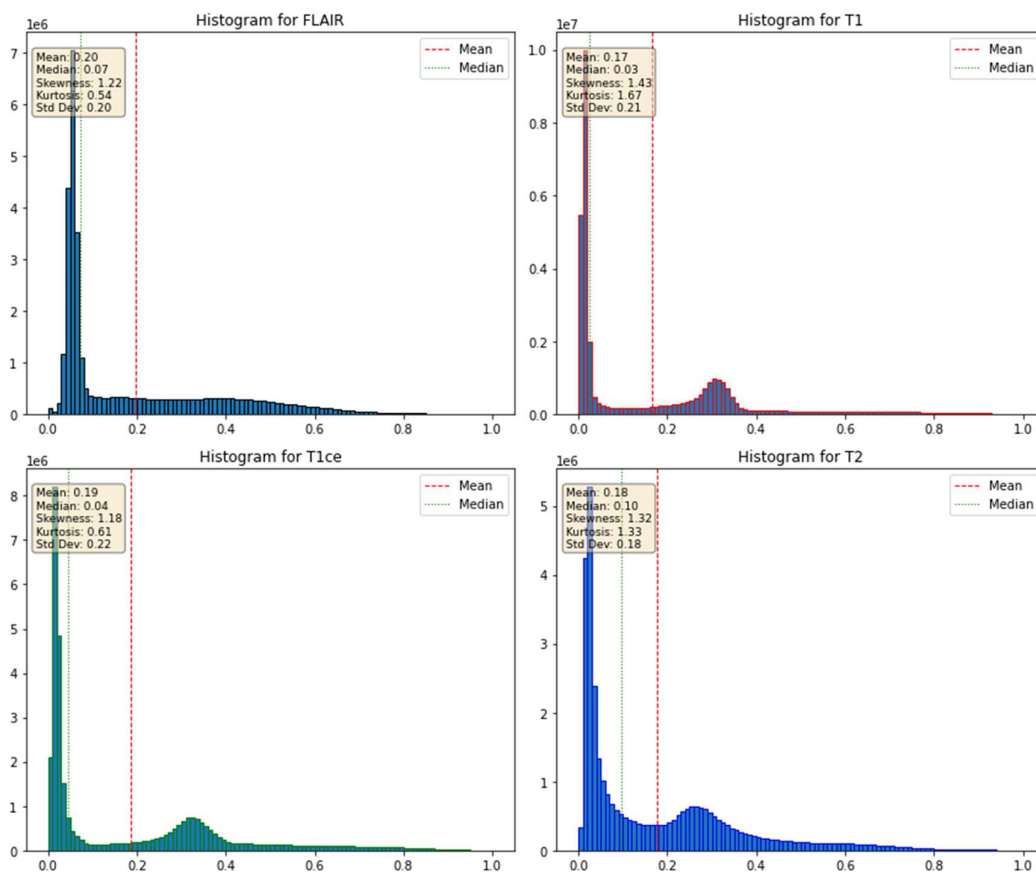 Histogram for FLAIR
1e6
Mean
Median
Mean: 0.20
Median: 0.07
Skewness: 1.22
Kurtosis: 0.54
Std Dev: 0.20
7
6
5
4
3
2
1
0
0.0 0.2 0.4 0.6 0.8 1.0
Histogram for T1
1e7
Mean
Median
Mean: 0.17
Median: 0.03
Skewness: 1.43
Kurtosis: 1.67
Std Dev: 0.21
1.0
0.8
0.6
0.4
0.2
0.0
0.0 0.2 0.4 0.6 0.8 1.0
Histogram for T1ce
1e6
Mean
Median
Mean: 0.19
Median: 0.04
Skewness: 1.18
Kurtosis: 0.61
Std Dev: 0.22
8
7
6
5
4
3
2
1
0
0.0 0.2 0.4 0.6 0.8 1.0
Histogram for T2
1e6
Mean
Median
Mean: 0.18
Median: 0.10
Skewness: 1.32
Kurtosis: 1.33
Std Dev: 0.18
5
4
3
2
1
0
0.0 0.2 0.4 0.6 0.8 1.0